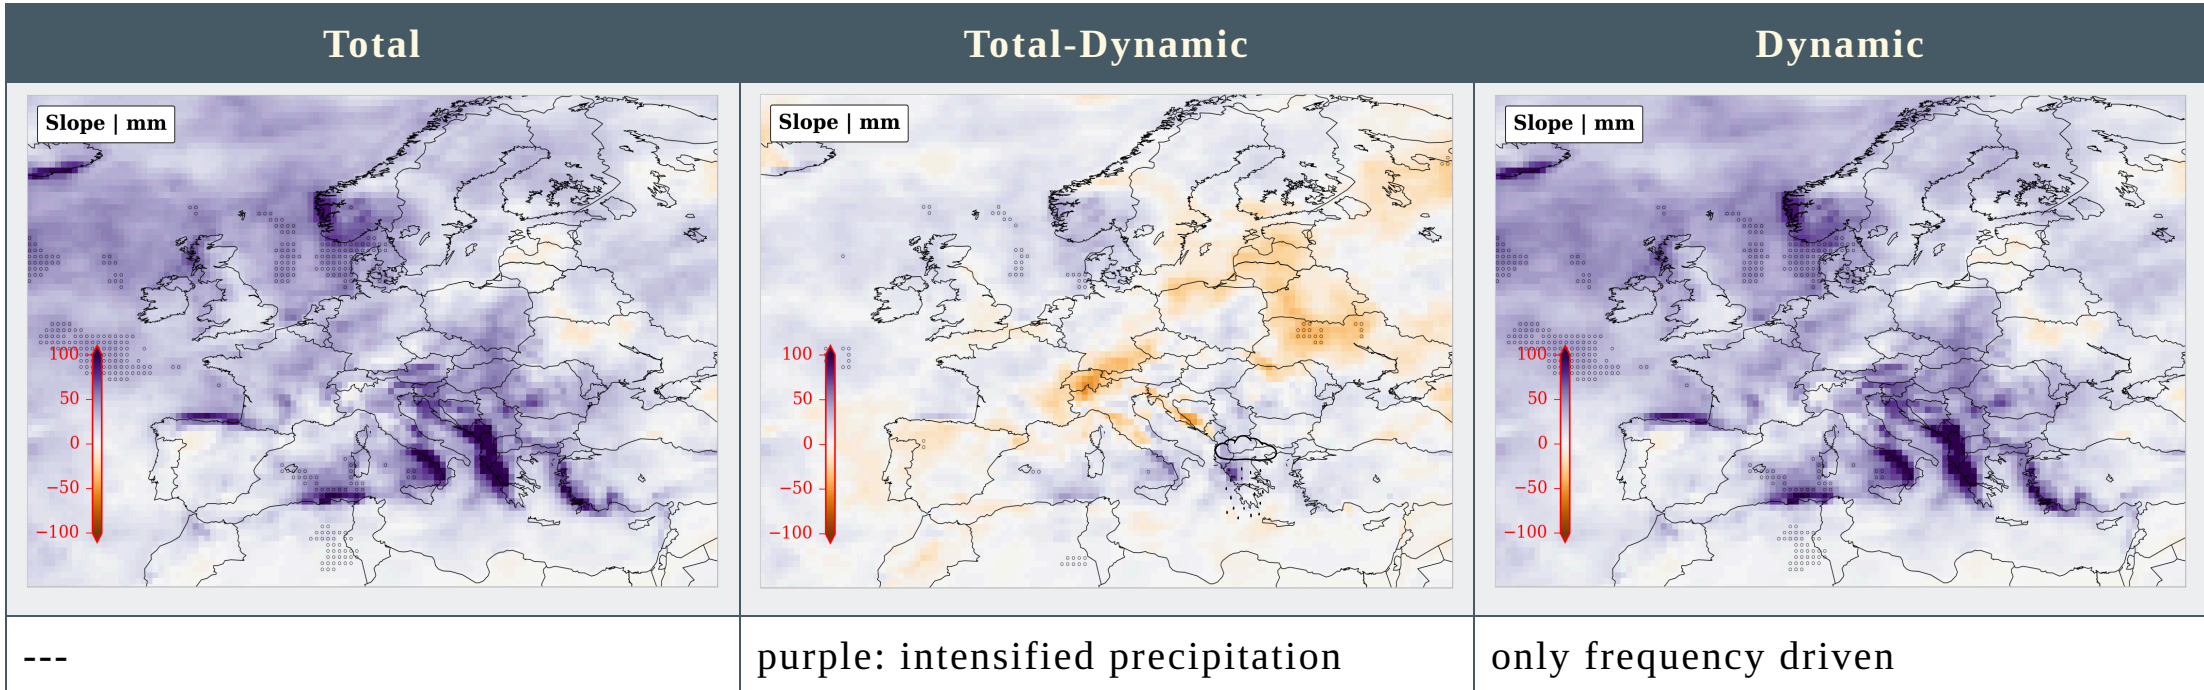 Total
Total-Dynamic
Dynamic
Slope | mm
100
50
0
−50
−100
Slope | mm
100
50
0
−50
−100
Slope | mm
100
50
0
−50
−100
---
purple: intensified precipitation
only frequency driven